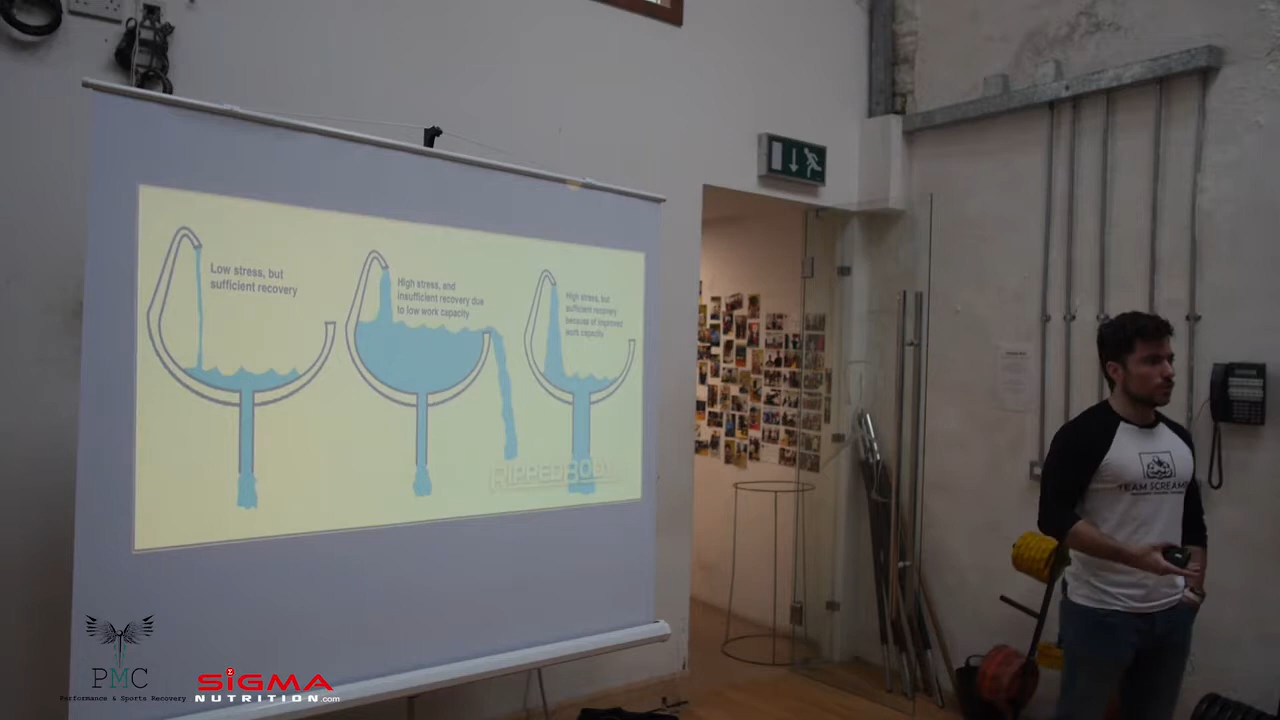 Low stress, but
sufficient recovery
High stress, and
insufficient recovery due
to low work capacity
High stress, but
sufficient recovery
because of improved
work capacity
RIPPEDBODY
TEAM SCREAM
PMC
Performance & Sports Recovery
SIGMA
NUTRITION.com